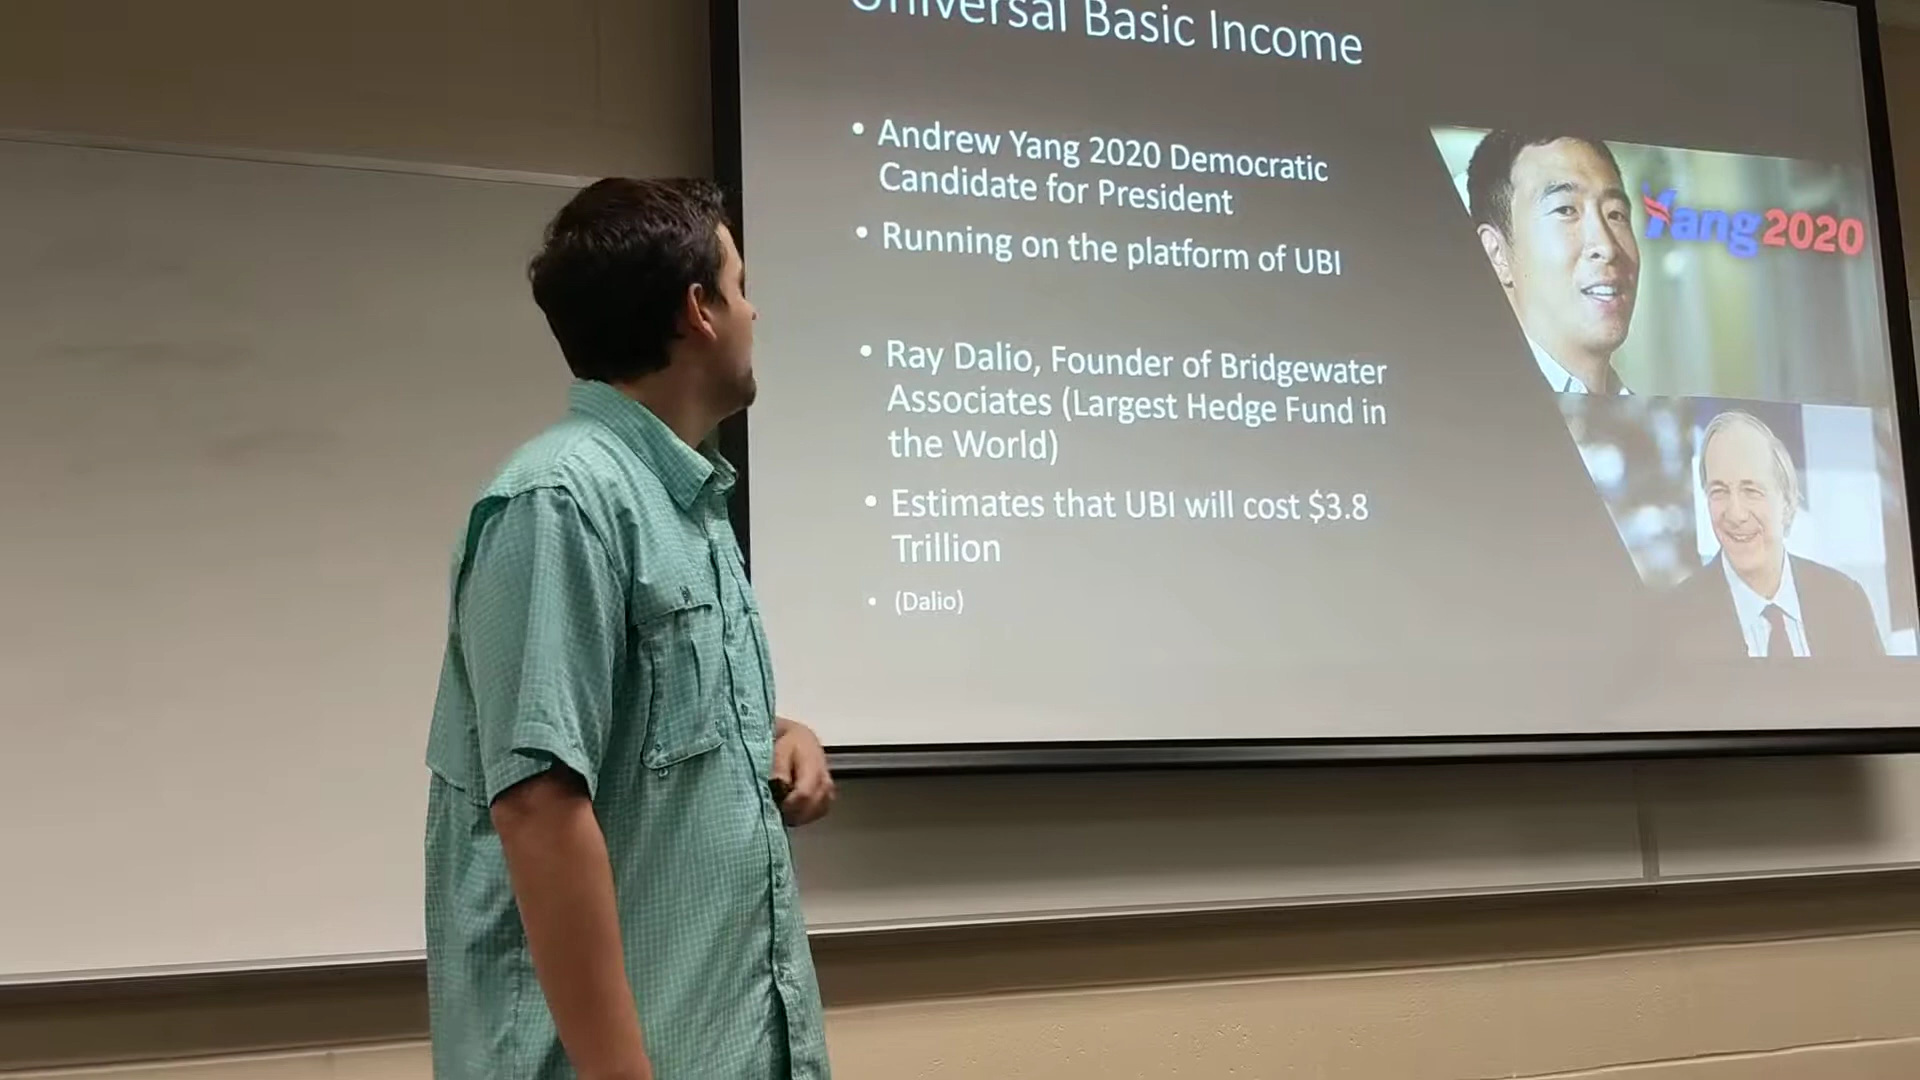 Universal Basic Income
• Andrew Yang 2020 Democratic
Candidate for President
• Running on the platform of UBI
• Ray Dalio, Founder of Bridgewater
Associates (Largest Hedge Fund in
the World)
• Estimates that UBI will cost $3.8
Trillion
• (Dalio)
Yang2020